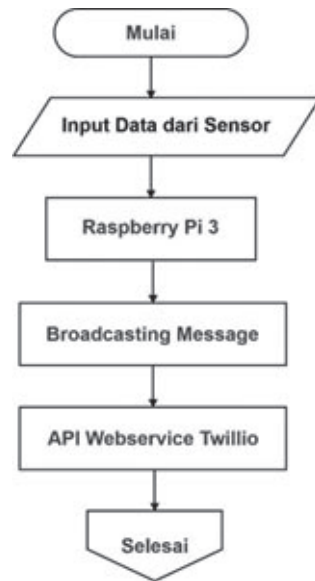 Mulai
Input Data dari Sensor
Raspberry Pi 3
Broadcasting Message
API Webservice Twillio
Selesai